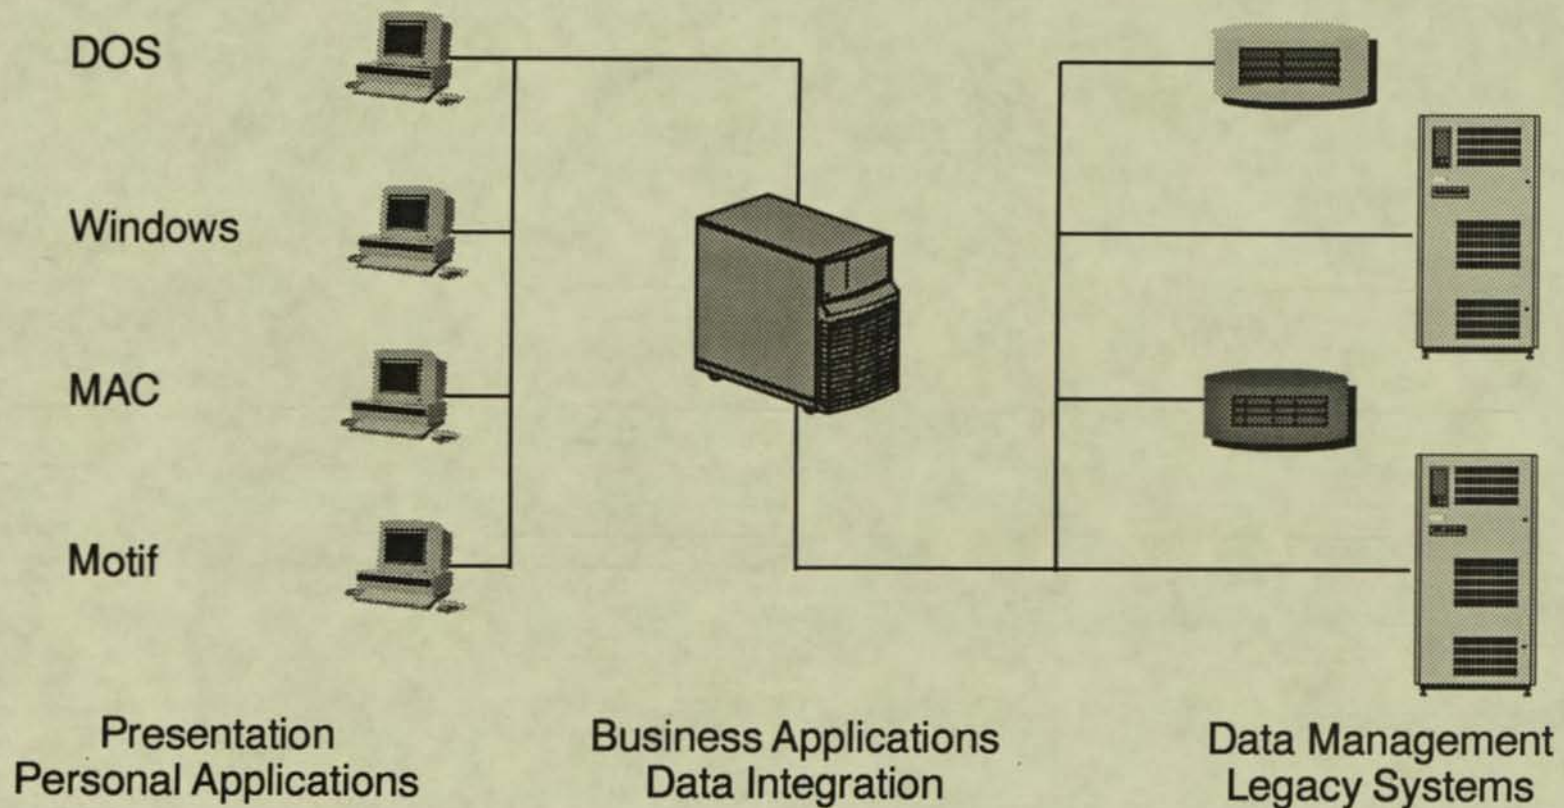 DOS
Windows
MAC
Motif
Presentation
Personal Applications
Business Applications
Data Integration
Data Management
Legacy Systems